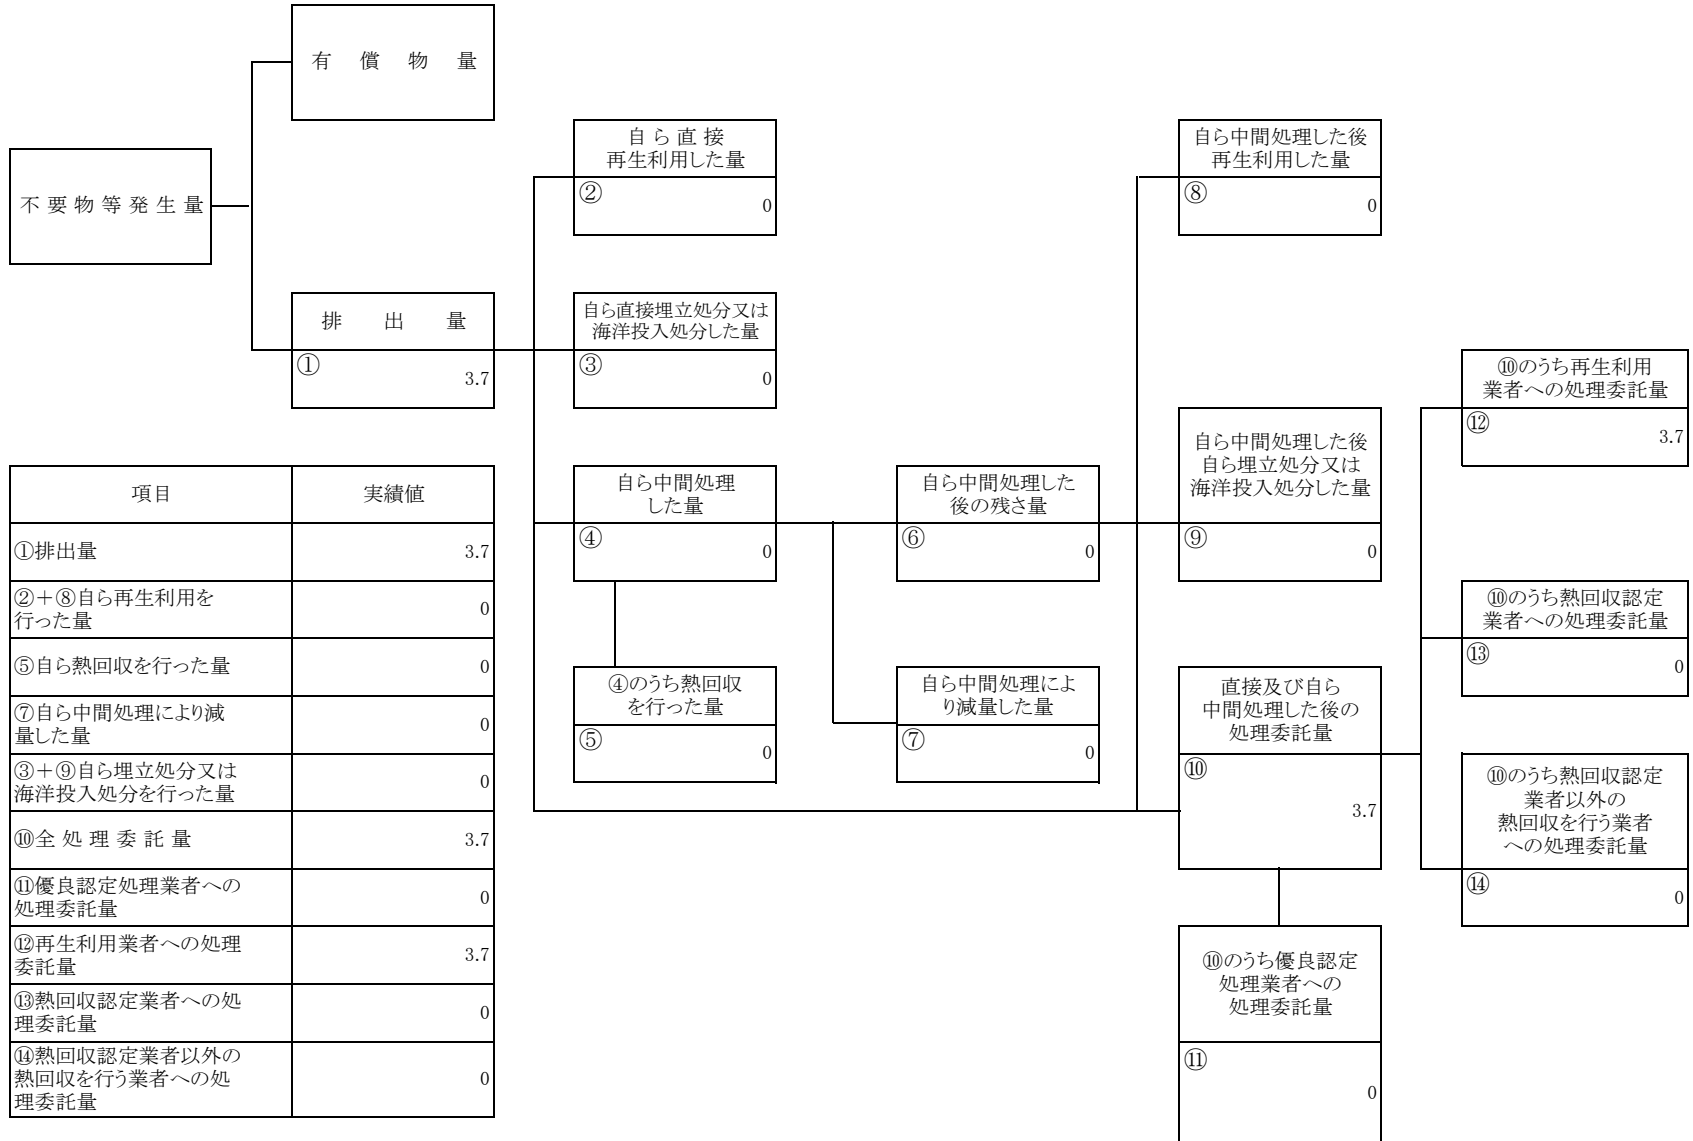 有 償 物 量
不 要 物 等 発 生 量
排 出 量
①
3.7
自 ら 直 接
再生利用した量
②
0
自ら直接埋立処分又は
海洋投入処分した量
③
0
自ら中間処理
した量
④
0
④のうち熱回収
を行った量
⑤
0
自ら中間処理した
後の残さ量
⑥
0
自ら中間処理によ
り減量した量
⑦
0
自ら中間処理した後
再生利用した量
⑧
0
自ら中間処理した後
自ら埋立処分又は
海洋投入処分した量
⑨
0
直接及び自ら
中間処理した後の
処理委託量
⑩
3.7
⑩のうち優良認定
処理業者への
処理委託量
⑪
0
⑩のうち再生利用
業者への処理委託量
⑫
3.7
⑩のうち熱回収認定
業者への処理委託量
⑬
0
⑩のうち熱回収認定
業者以外の
熱回収を行う業者
への処理委託量
⑭
0
項目 実績値
①排出量 3.7
②＋⑧自ら再生利用を
行った量 0
⑤自ら熱回収を行った量 0
⑦自ら中間処理により減
量した量 0
③＋⑨自ら埋立処分又は
海洋投入処分を行った量 0
⑩全 処 理 委 託 量 3.7
⑪優良認定処理業者への
処理委託量 0
⑫再生利用業者への処理
委託量 3.7
⑬熱回収認定業者への処
理委託量 0
⑭熱回収認定業者以外の
熱回収を行う業者への処
理委託量 0